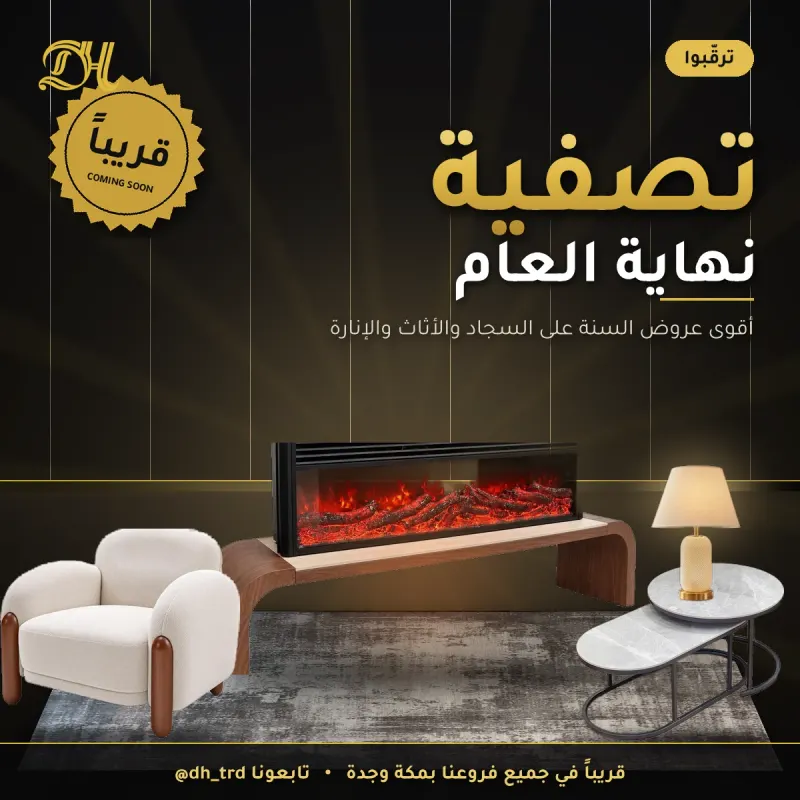 DH
ترقّبوا
قريباً
COMING SOON
تصفية
نهاية العام
أقوى عروض السنة على السجاد والأثاث والإنارة
قريباً في جميع فروعنا بمكة وجدة • تابعونا @dh_trd